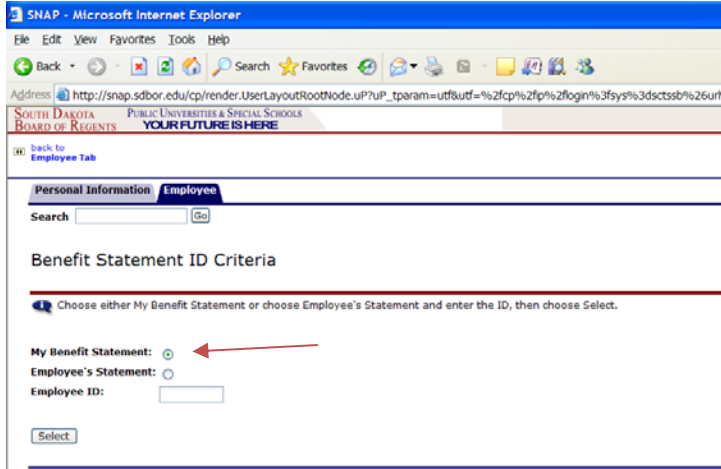 SNAP - Microsoft Internet Explorer
File Edit View Favorites Tools Help
Back Search Favorites
Address http://snap.sdbor.edu/cp/render.UserLayoutRootNode.uP?uP_tparam=utf&utf=%2fcp%2fip%2flogin%3fsys%3dsctssb%26url
SOUTH DAKOTA PUBLIC UNIVERSITIES & SPECIAL SCHOOLS
BOARD OF REGENTS YOUR FUTURE IS HERE
back to
Employee Tab
Personal Information Employee
Search Go
Benefit Statement ID Criteria
Choose either My Benefit Statement or choose Employee's Statement and enter the ID, then choose Select.
My Benefit Statement:
Employee's Statement:
Employee ID:
Select